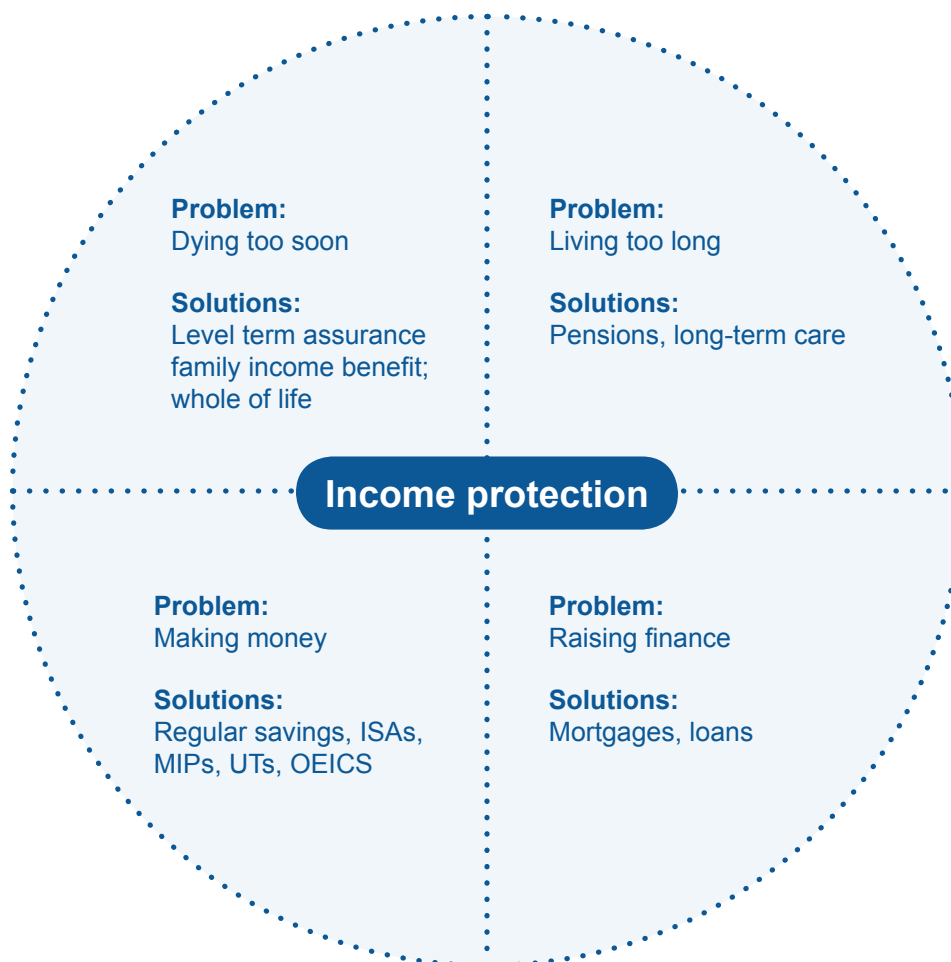 Problem:
Dying too soon
Solutions:
Level term assurance
family income benefit;
whole of life
Problem:
Living too long
Solutions:
Pensions, long-term care
Income protection
Problem:
Making money
Solutions:
Regular savings, ISAs,
MIPs, UTs, OEICS
Problem:
Raising finance
Solutions:
Mortgages, loans